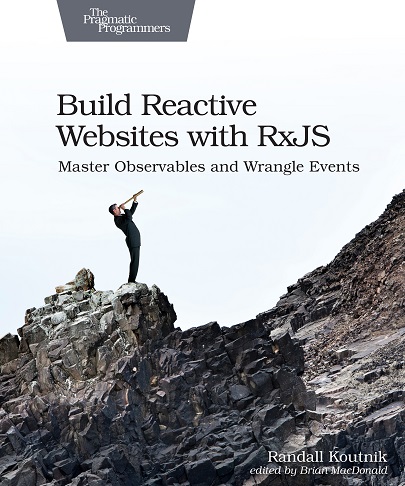 The
Pragmatic
Programmers
Build Reactive
Websites with RxJS
Master Observables and Wrangle Events
Randall Koutnik
edited by Brian MacDonald